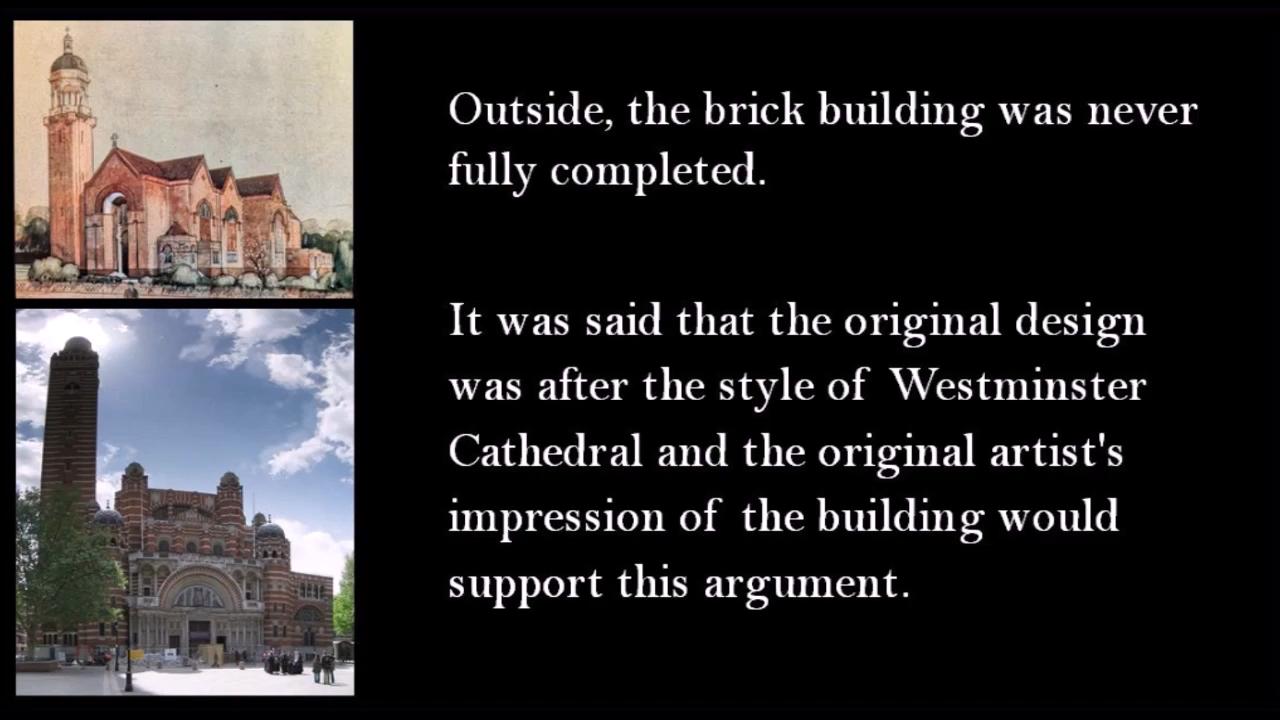 Outside, the brick building was never
fully completed.
It was said that the original design
was after the style of Westminster
Cathedral and the original artist's
impression of the building would
support this argument.